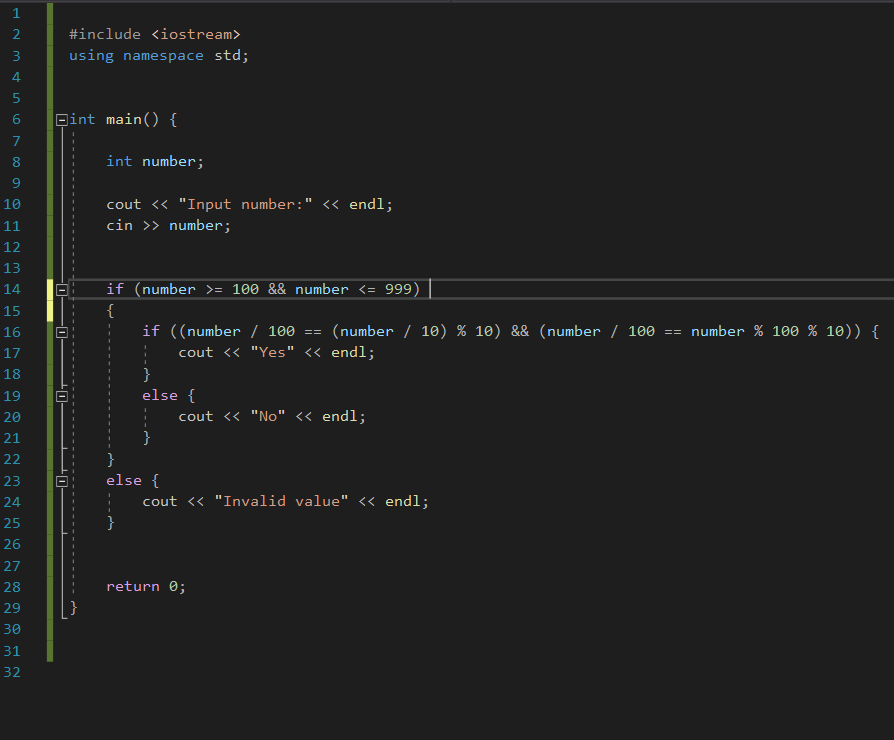 1
2 #include <iostream>
3 using namespace std;
4
5
6 int main() {
7
8 int number;
9
10 cout << "Input number:" << endl;
11 cin >> number;
12
13
14 if (number >= 100 && number <= 999)
15 {
16 if ((number / 100 == (number / 10) % 10) && (number / 100 == number % 100 % 10)) {
17 cout << "Yes" << endl;
18 }
19 else {
20 cout << "No" << endl;
21 }
22 }
23 else {
24 cout << "Invalid value" << endl;
25 }
26
27
28 return 0;
29 }
30
31
32